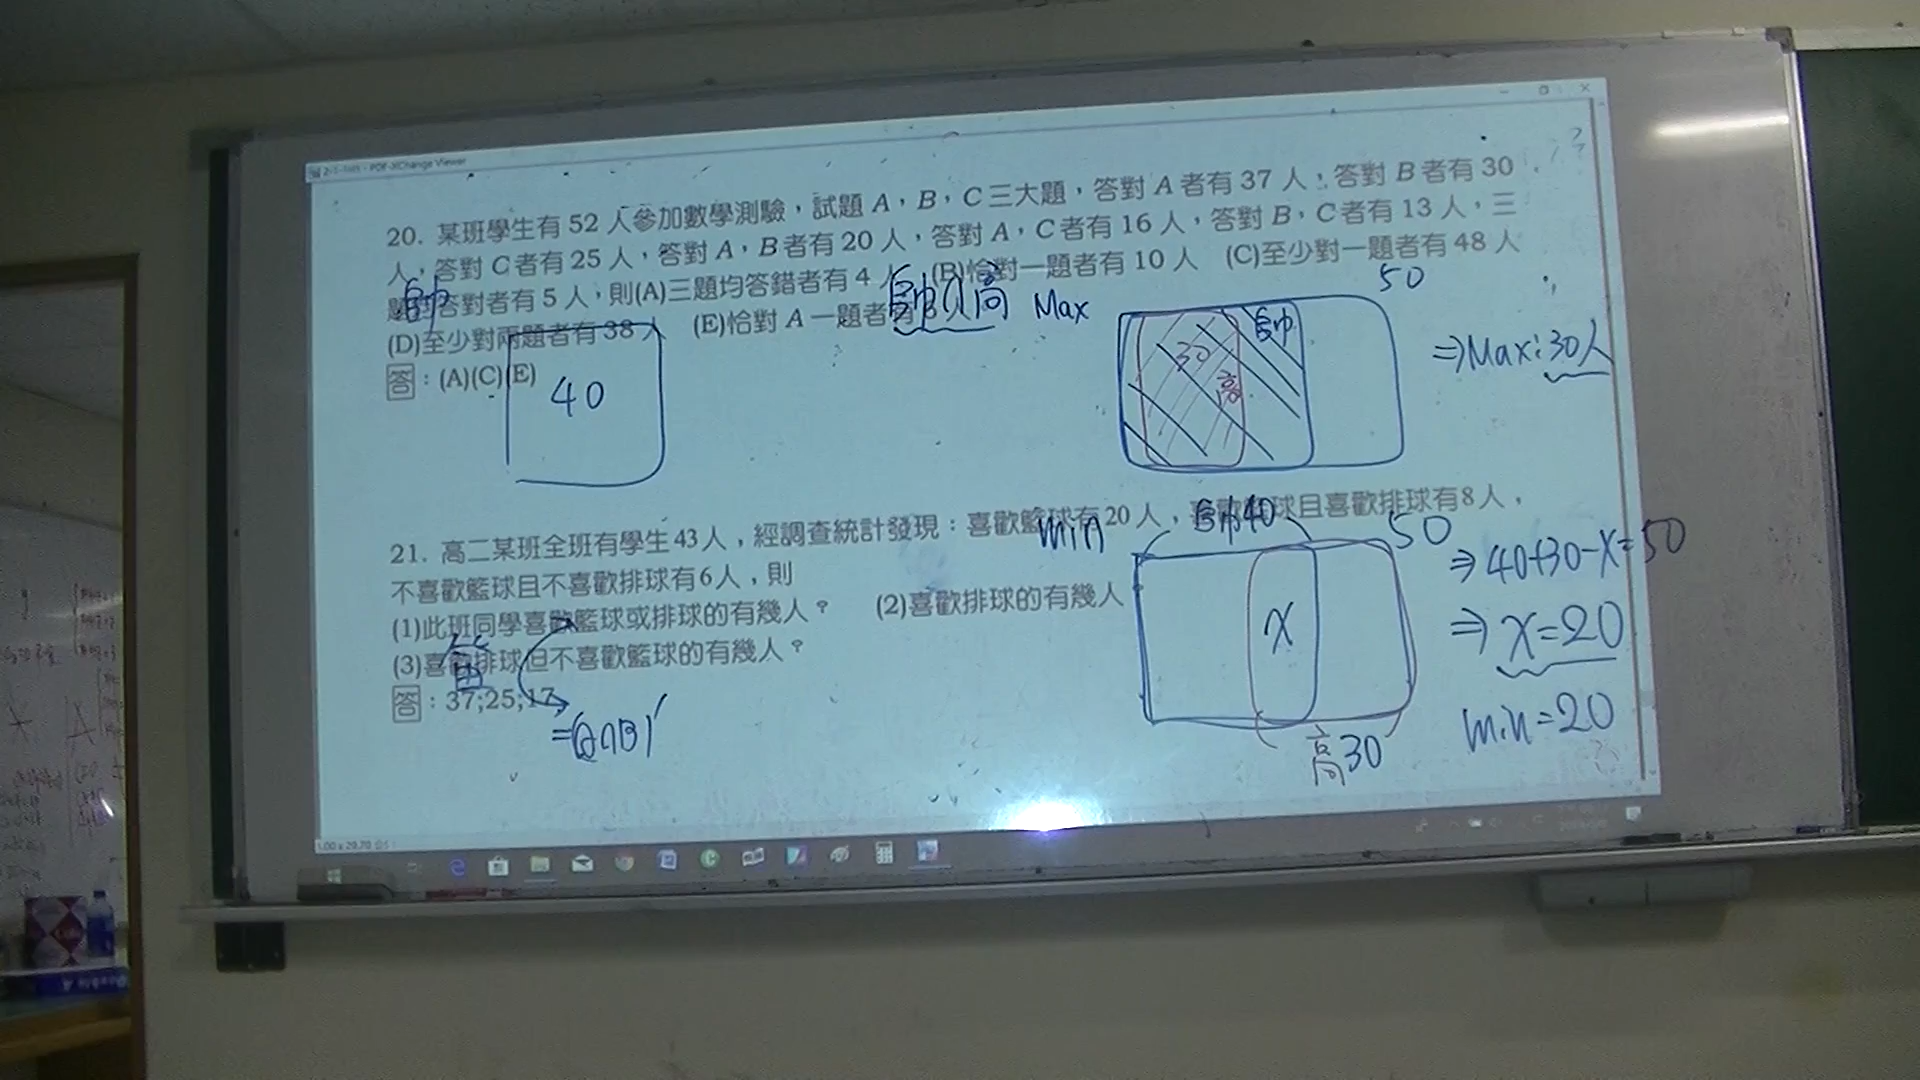 PDF-XChange Viewer
20. 某班學生有 52 人參加數學測驗，試題 A，B，C 三大題，答對 A 者有 37 人，答對 B 者有 30
人，答對 C 者有 25 人，答對 A，B 者有 20 人，答對 A，C 者有 16 人，答對 B，C 者有 13 人，三
題均答對者有 5 人，則(A)三題均答錯者有 4 人 (B)恰對一題者有 10 人 (C)至少對一題者有 48 人
(D)至少對兩題者有 38 人 (E)恰對 A 一題者有
答：(A)(C)(E)
帥
40
帥∩高 Max
50
30
帥
高
⇒Max：30人
21. 高二某班全班有學生 43 人，經調查統計發現：喜歡籃球有 20 人，喜歡籃球且喜歡排球有 8 人，
不喜歡籃球且不喜歡排球有 6 人，則
(1)此班同學喜歡籃球或排球的有幾人？ (2)喜歡排球的有幾人
(3)喜歡排球但不喜歡籃球的有幾人？
答：37;25;17
=(A∩B)′
min
帥40
50
x
高30
⇒40+30-x=50
⇒ x=20
min=20